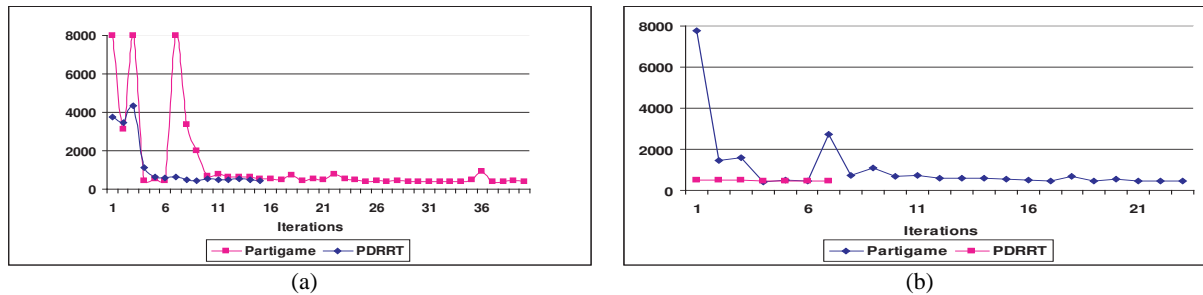 8000
6000
4000
2000
0
1 6 11 16 21 26 31 36
Iterations
Partigame PDRRT
(a)
8000
6000
4000
2000
0
1 6 11 16 21
Iterations
Partigame PDRRT
(b)